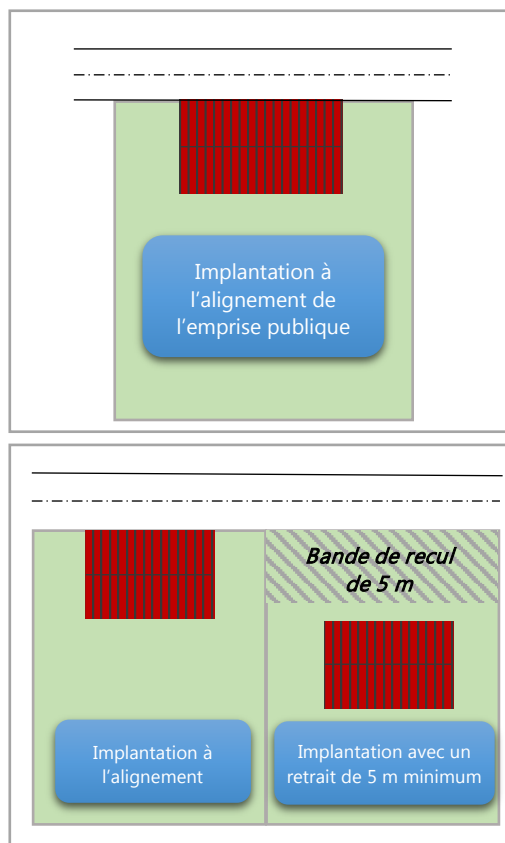 Implantation à
l'alignement de
l'emprise publique
Bande de recul
de 5 m
Implantation à
l'alignement
Implantation avec un
retrait de 5 m minimum